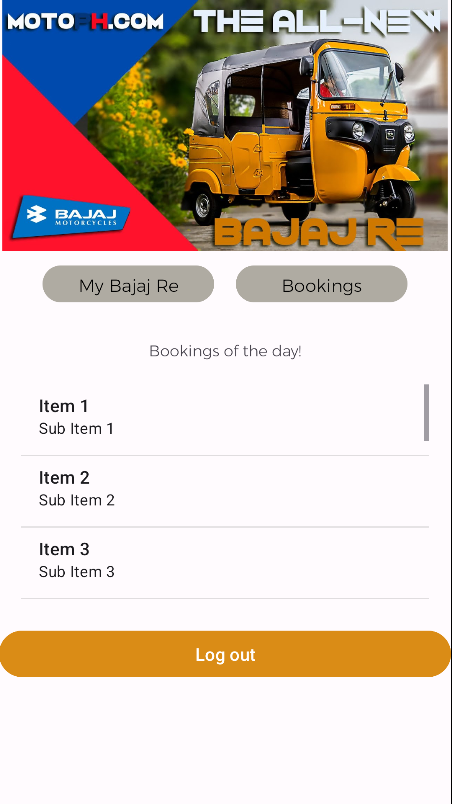 MOTOPH.COM
THE ALL-NEW
BAJAJ
MOTORCYCLES
BAJAJ RE
My Bajaj Re
Bookings
Bookings of the day!
Item 1
Sub Item 1
Item 2
Sub Item 2
Item 3
Sub Item 3
Log out